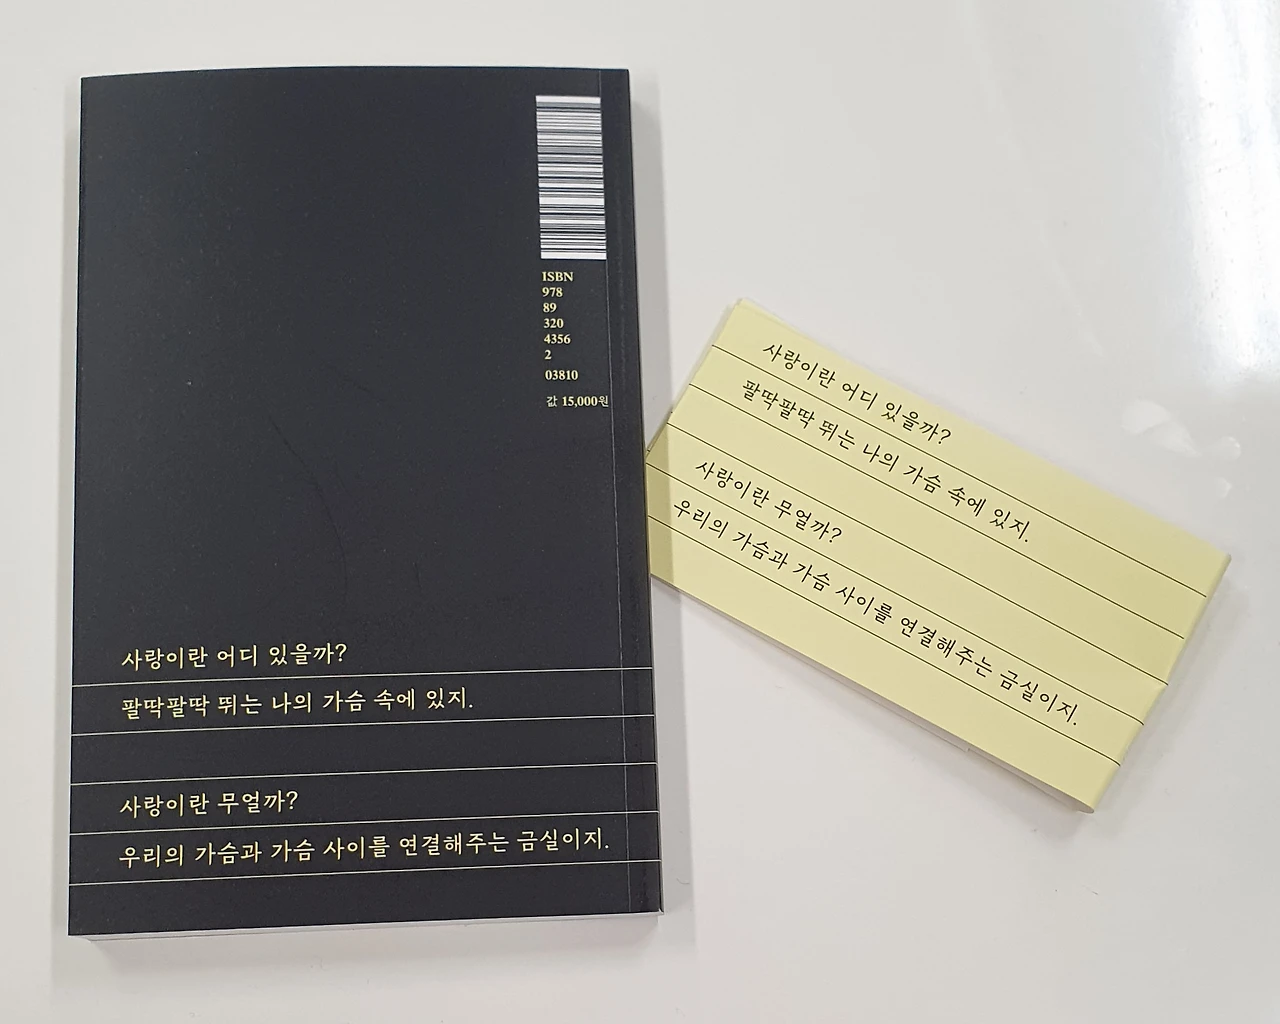 ISBN
978
89
320
4356
2
03810
값 15,000원
사랑이란 어디 있을까?
팔딱팔딱 뛰는 나의 가슴 속에 있지.
사랑이란 무얼까?
우리의 가슴과 가슴 사이를 연결해주는 금실이지.
사랑이란 어디 있을까?
팔딱팔딱 뛰는 나의 가슴 속에 있지.
사랑이란 무얼까?
우리의 가슴과 가슴 사이를 연결해주는 금실이지.